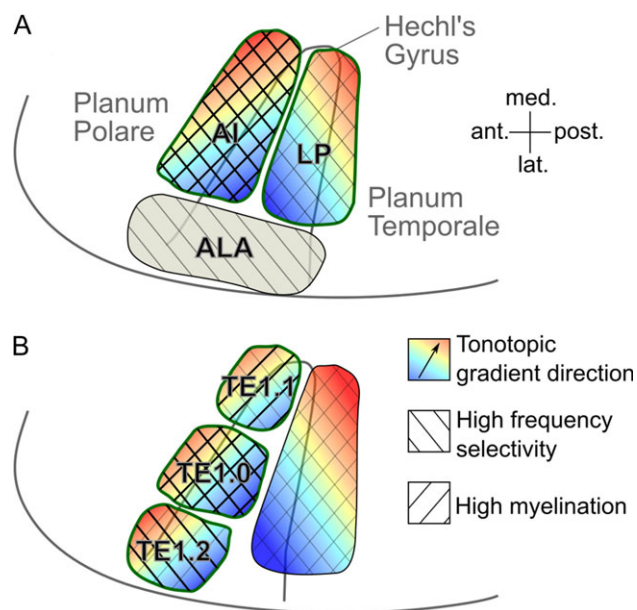 A
Hechl's
Gyrus
Planum
Polare
AI
LP
med.
ant.
post.
lat.
Planum
Temporale
ALA
B
TE1.1
TE1.0
TE1.2
Tonotopic
gradient direction
High frequency
selectivity
High myelination